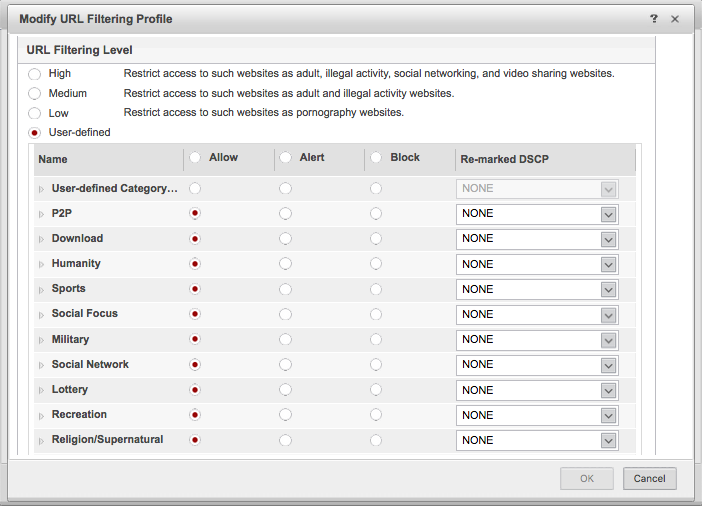 Modify URL Filtering Profile ? ×
URL Filtering Level
High Restrict access to such websites as adult, illegal activity, social networking, and video sharing websites.
Medium Restrict access to such websites as adult and illegal activity websites.
Low Restrict access to such websites as pornography websites.
User-defined
Name Allow Alert Block Re-marked DSCP
User-defined Category... NONE
P2P NONE
Download NONE
Humanity NONE
Sports NONE
Social Focus NONE
Military NONE
Social Network NONE
Lottery NONE
Recreation NONE
Religion/Supernatural NONE
OK Cancel